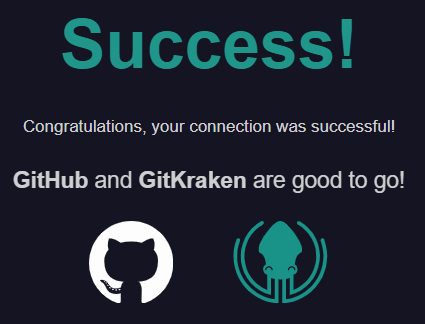 Success!
Congratulations, your connection was successful!
GitHub and GitKraken are good to go!